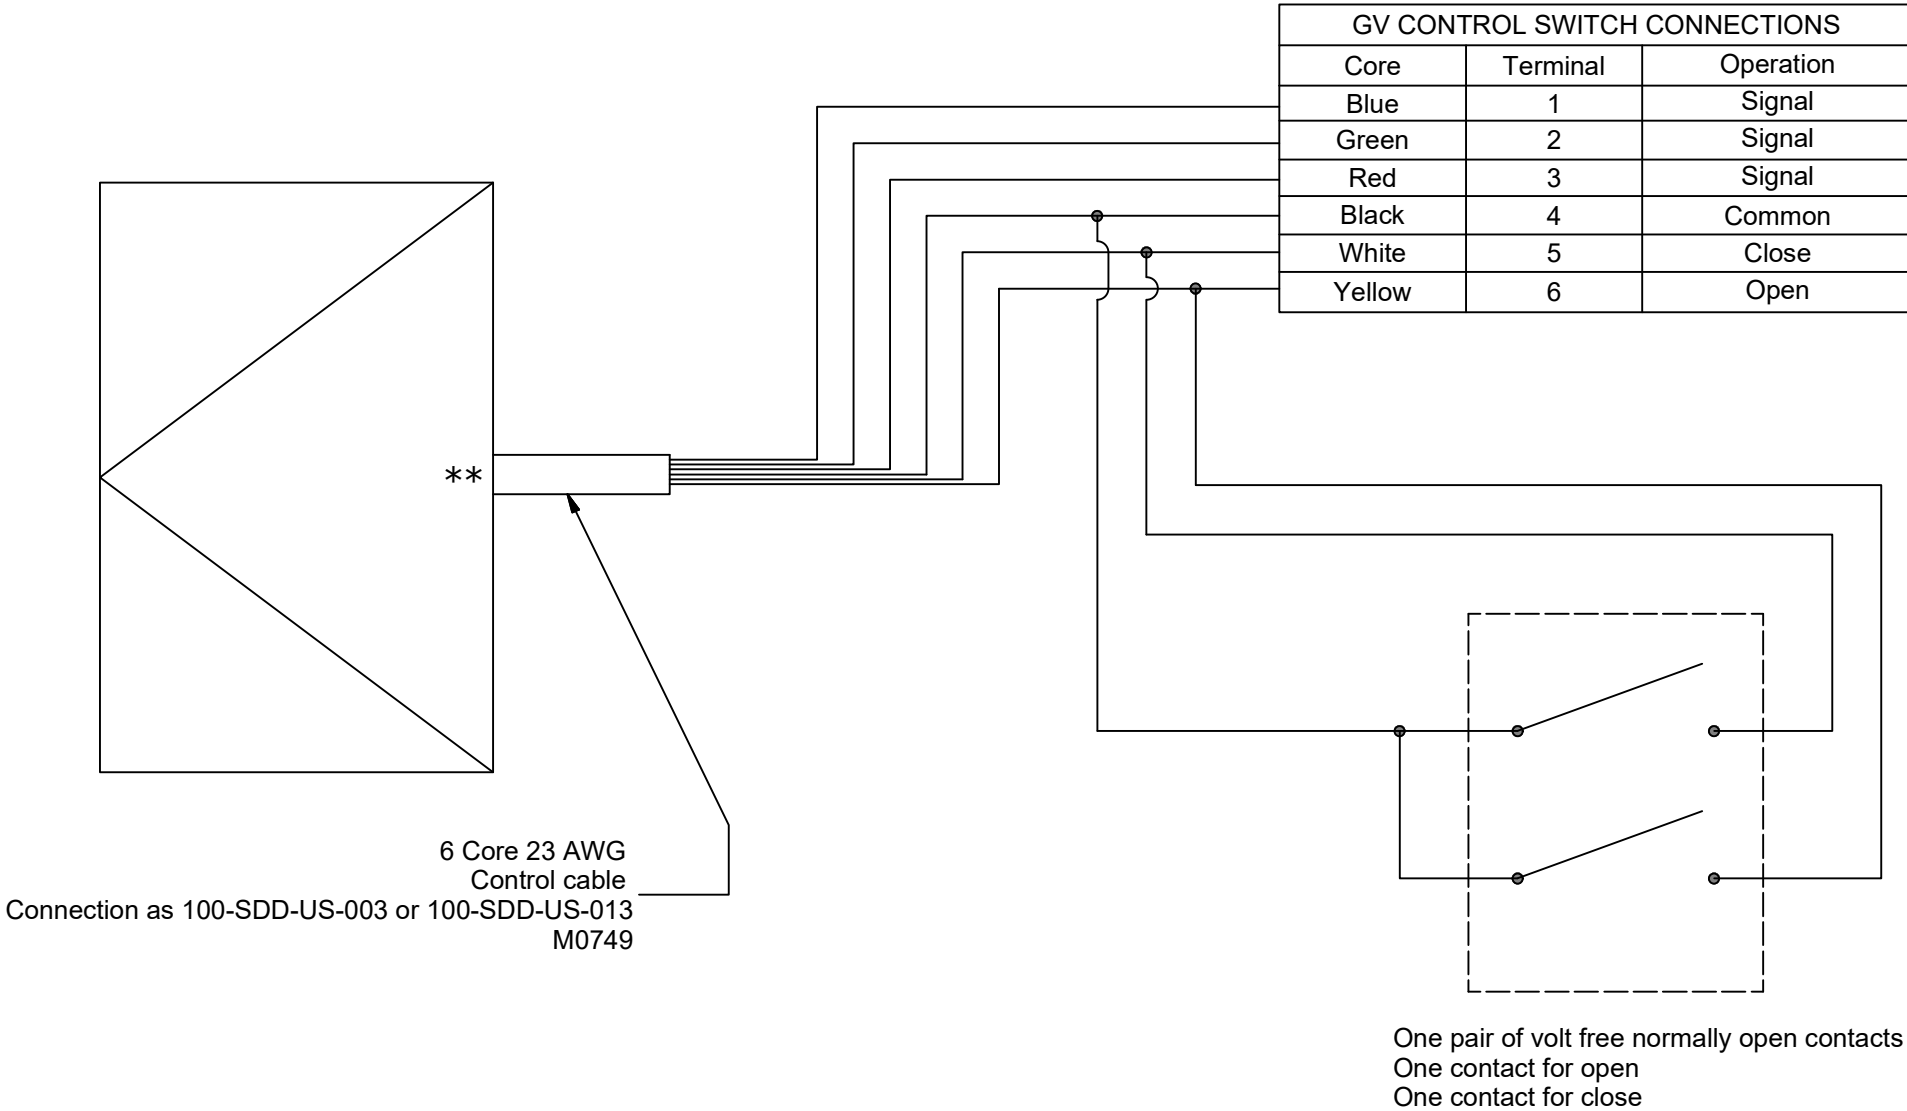 GV CONTROL SWITCH CONNECTIONS
Core Terminal Operation
Blue 1 Signal
Green 2 Signal
Red 3 Signal
Black 4 Common
White 5 Close
Yellow 6 Open
**
6 Core 23 AWG
Control cable
Connection as 100-SDD-US-003 or 100-SDD-US-013
M0749
One pair of volt free normally open contacts
One contact for open
One contact for close